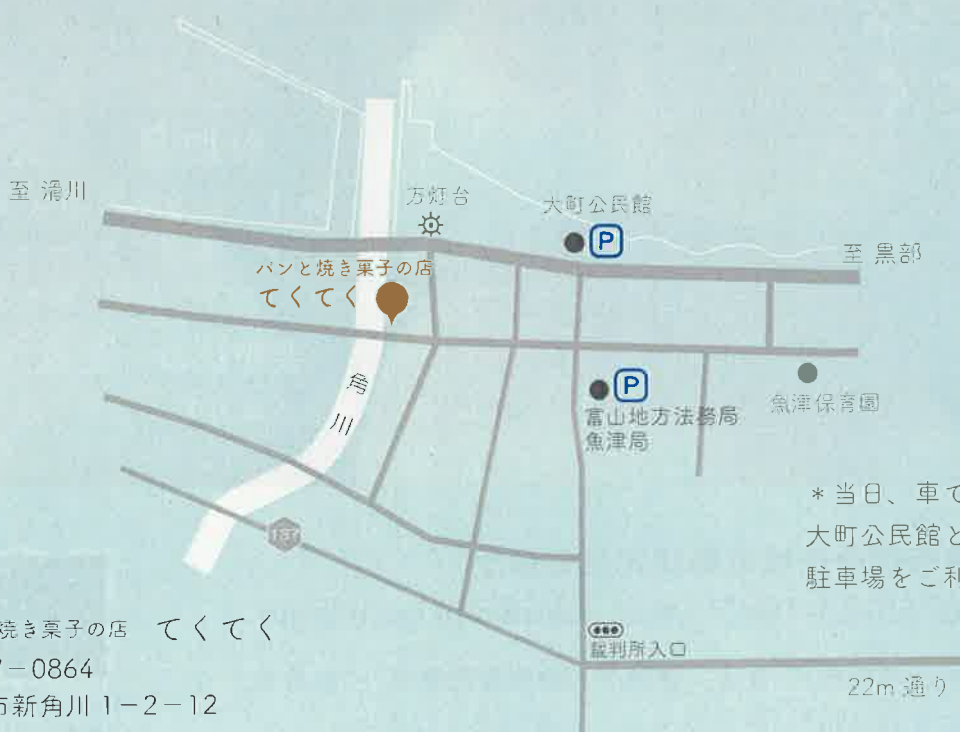 至 滑川
万灯台
大町公民館
P
至 黒部
パンと焼き菓子の店
てくてく
角川
P
富山地方法務局
魚津局
魚津保育園
＊当日、車で
大町公民館と
駐車場をご利
137
焼き菓子の店 てくてく
－0864
市新角川1－2－12
裁判所入口
22m通り